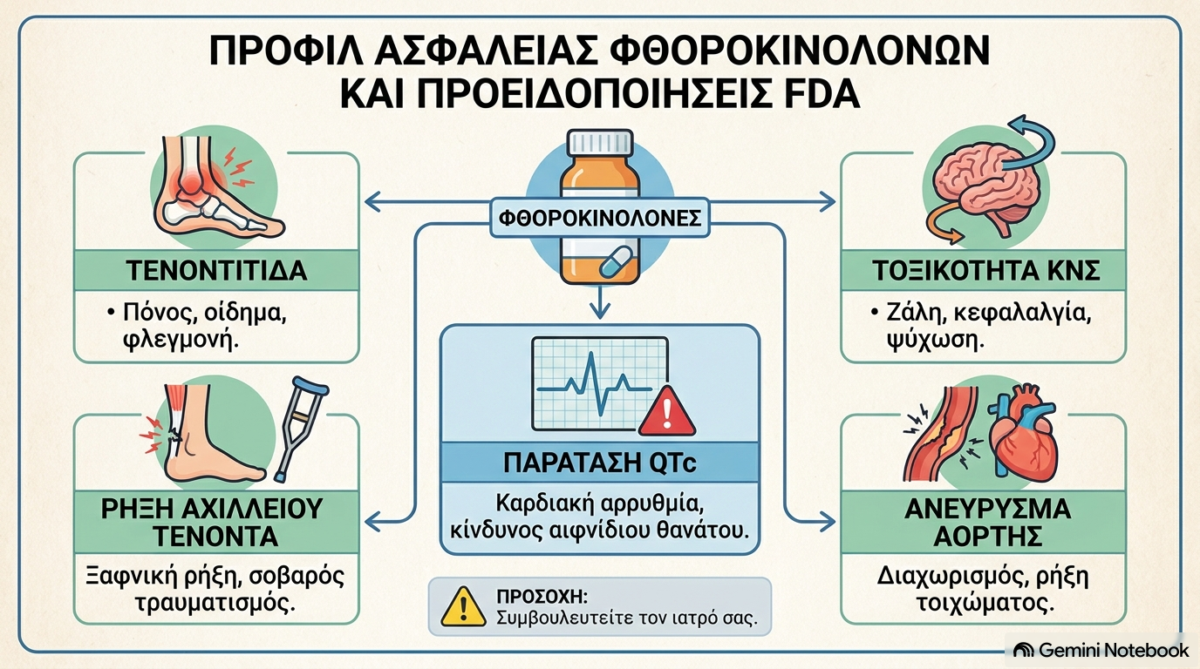 ΠΡΟΦΙΛ ΑΣΦΑΛΕΙΑΣ ΦΘΟΡΟΚΙΝΟΛΟΝΩΝ
ΚΑΙ ΠΡΟΕΙΔΟΠΟΙΗΣΕΙΣ FDA
ΦΘΟΡΟΚΙΝΟΛΟΝΕΣ
ΤΕΝΟΝΤΙΤΙΔΑ
• Πόνος, οίδημα,
φλεγμονή.
ΤΟΞΙΚΟΤΗΤΑ ΚΝΣ
• Ζάλη, κεφαλαλγία,
ψύχωση.
ΡΗΞΗ ΑΧΙΛΛΕΙΟΥ
ΤΕΝΟΝΤΑ
Ξαφνική ρήξη, σοβαρός
τραυματισμός.
ΠΑΡΑΤΑΣΗ QTc
Καρδιακή αρρυθμία,
κίνδυνος αιφνίδιου θανάτου.
ΑΝΕΥΡΥΣΜΑ
ΑΟΡΤΗΣ
Διαχωρισμός, ρήξη
τοιχώματος.
ΠΡΟΣΟΧΗ:
Συμβουλευτείτε τον ιατρό σας.
Gemini Notebook